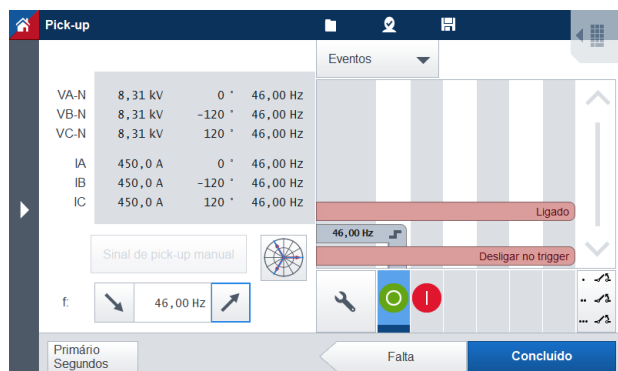 Pick-up
Eventos
VA-N 8,31 kV 0 ° 46,00 Hz
VB-N 8,31 kV -120 ° 46,00 Hz
VC-N 8,31 kV 120 ° 46,00 Hz
IA 450,0 A 0 ° 46,00 Hz
IB 450,0 A -120 ° 46,00 Hz
IC 450,0 A 120 ° 46,00 Hz
Ligado
46,00 Hz
Desligar no trigger
Sinal de pick-up manual
f: 46,00 Hz
Primário
Segundos
Falta
Concluido